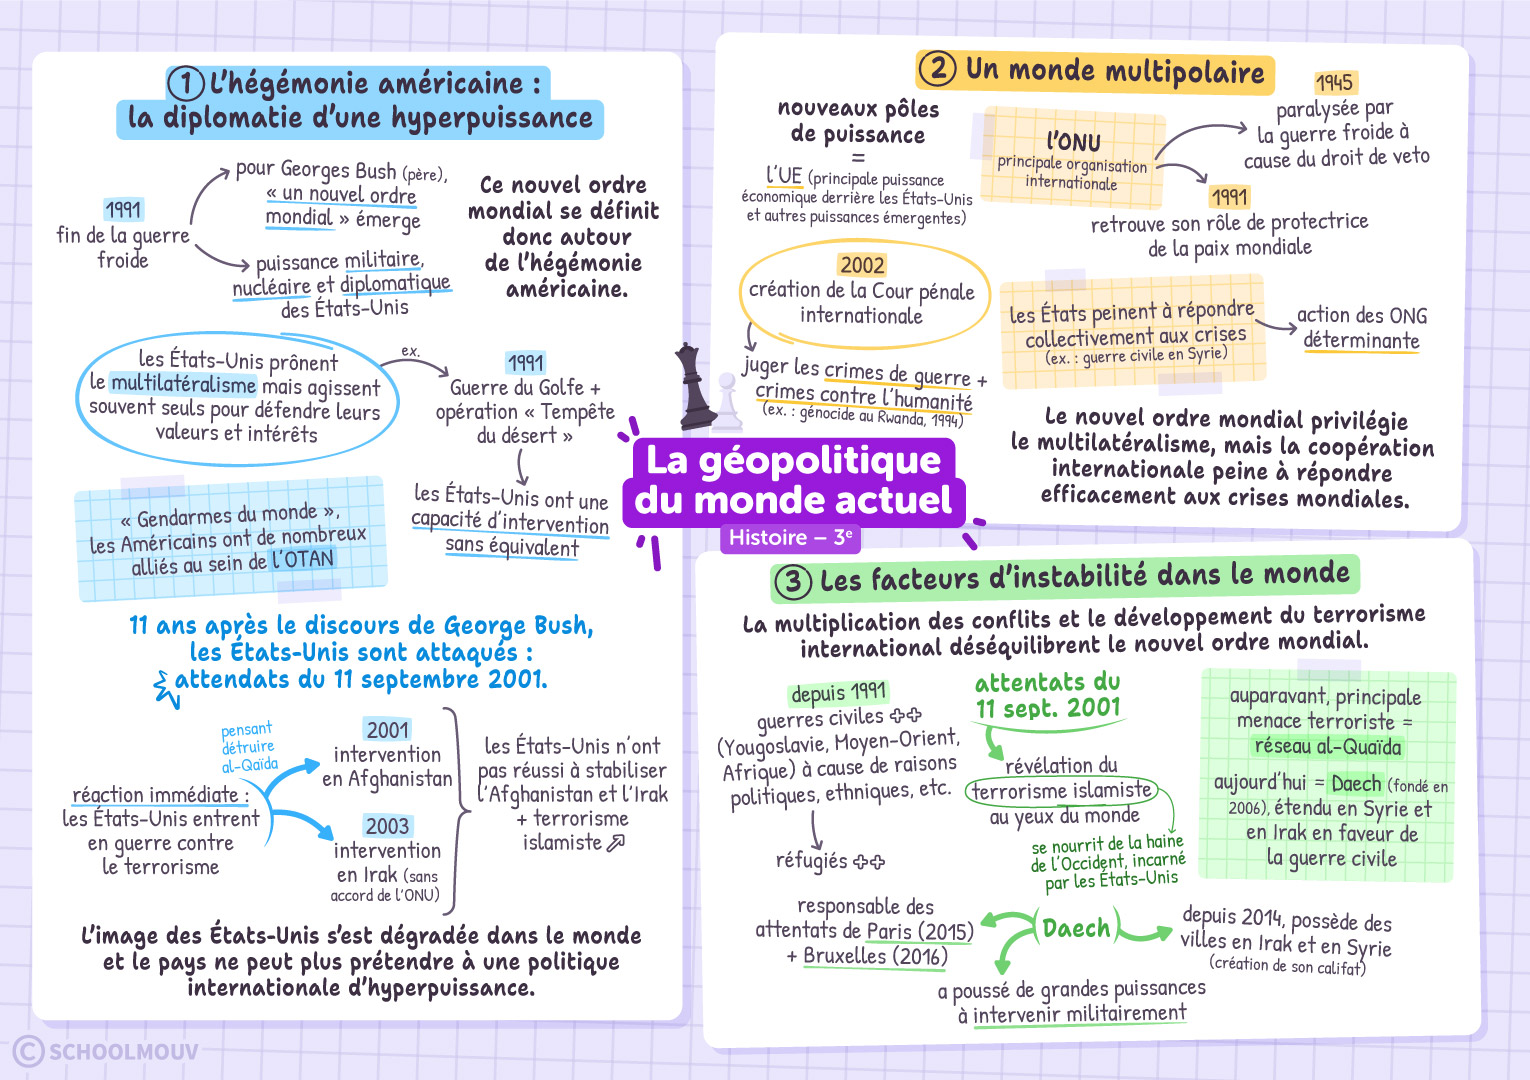 1 L'hégémonie américaine :
la diplomatie d'une hyperpuissance
1991
fin de la guerre
froide
pour Georges Bush (père),
« un nouvel ordre
mondial » émerge
puissance militaire,
nucléaire et diplomatique
des États-Unis
Ce nouvel ordre
mondial se définit
donc autour
de l'hégémonie
américaine.
les États-Unis prônent
le multilatéralisme mais agissent
souvent seuls pour défendre leurs
valeurs et intérêts
ex.
1991
Guerre du Golfe +
opération « Tempête
du désert »
les États-Unis ont une
capacité d'intervention
sans équivalent
« Gendarmes du monde »,
les Américains ont de nombreux
alliés au sein de l'OTAN
11 ans après le discours de George Bush,
les États-Unis sont attaqués :
attendats du 11 septembre 2001.
pensant
détruire
al-Qaïda
réaction immédiate :
les États-Unis entrent
en guerre contre
le terrorisme
2001
intervention
en Afghanistan
2003
intervention
en Irak (sans
accord de l'ONU)
les États-Unis n'ont
pas réussi à stabiliser
l'Afghanistan et l'Irak
+ terrorisme
islamiste
L'image des États-Unis s'est dégradée dans le monde
et le pays ne peut plus prétendre à une politique
internationale d'hyperpuissance.
La géopolitique
du monde actuel
Histoire – 3e
2 Un monde multipolaire
nouveaux pôles
de puissance
=
l'UE (principale puissance
économique derrière les États-Unis
et autres puissances émergentes)
l'ONU
principale organisation
internationale
1945
paralysée par
la guerre froide à
cause du droit de veto
1991
retrouve son rôle de protectrice
de la paix mondiale
2002
création de la Cour pénale
internationale
juger les crimes de guerre +
crimes contre l'humanité
(ex. : génocide au Rwanda, 1994)
les États peinent à répondre
collectivement aux crises
(ex. : guerre civile en Syrie)
action des ONG
déterminante
Le nouvel ordre mondial privilégie
le multilatéralisme, mais la coopération
internationale peine à répondre
efficacement aux crises mondiales.
3 Les facteurs d'instabilité dans le monde
La multiplication des conflits et le développement du terrorisme
international déséquilibrent le nouvel ordre mondial.
depuis 1991
guerres civiles ++
(Yougoslavie, Moyen-Orient,
Afrique) à cause de raisons
politiques, ethniques, etc.
réfugiés ++
attentats du
11 sept. 2001
révélation du
terrorisme islamiste
au yeux du monde
se nourrit de la haine
de l'Occident, incarné
par les États-Unis
auparavant, principale
menace terroriste =
réseau al-Quaïda
aujourd'hui = Daech (fondé en
2006), étendu en Syrie et
en Irak en faveur de
la guerre civile
Daech
responsable des
attentats de Paris (2015)
+ Bruxelles (2016)
a poussé de grandes puissances
à intervenir militairement
depuis 2014, possède des
villes en Irak et en Syrie
(création de son califat)
© SCHOOLMOUV